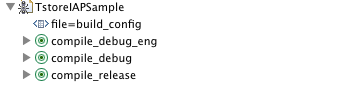 TstoreIAPSample
file=build_config
compile_debug_eng
compile_debug
compile_release